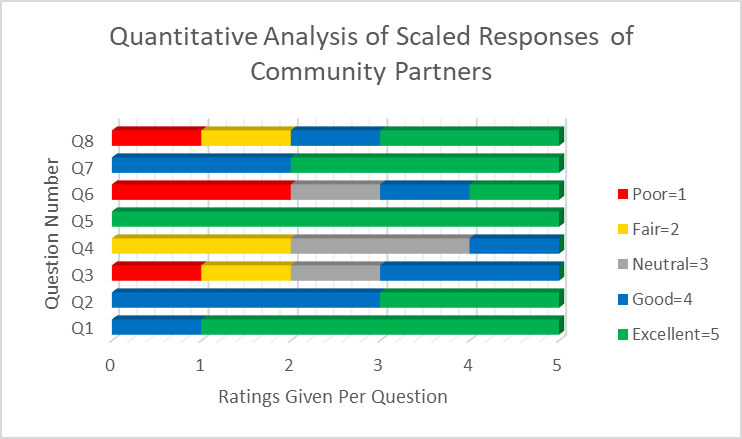 Quantitative Analysis of Scaled Responses of
Community Partners
Question Number
Q8
Q7
Q6
Q5
Q4
Q3
Q2
Q1
0 1 2 3 4 5
Ratings Given Per Question
Poor=1
Fair=2
Neutral=3
Good=4
Excellent=5